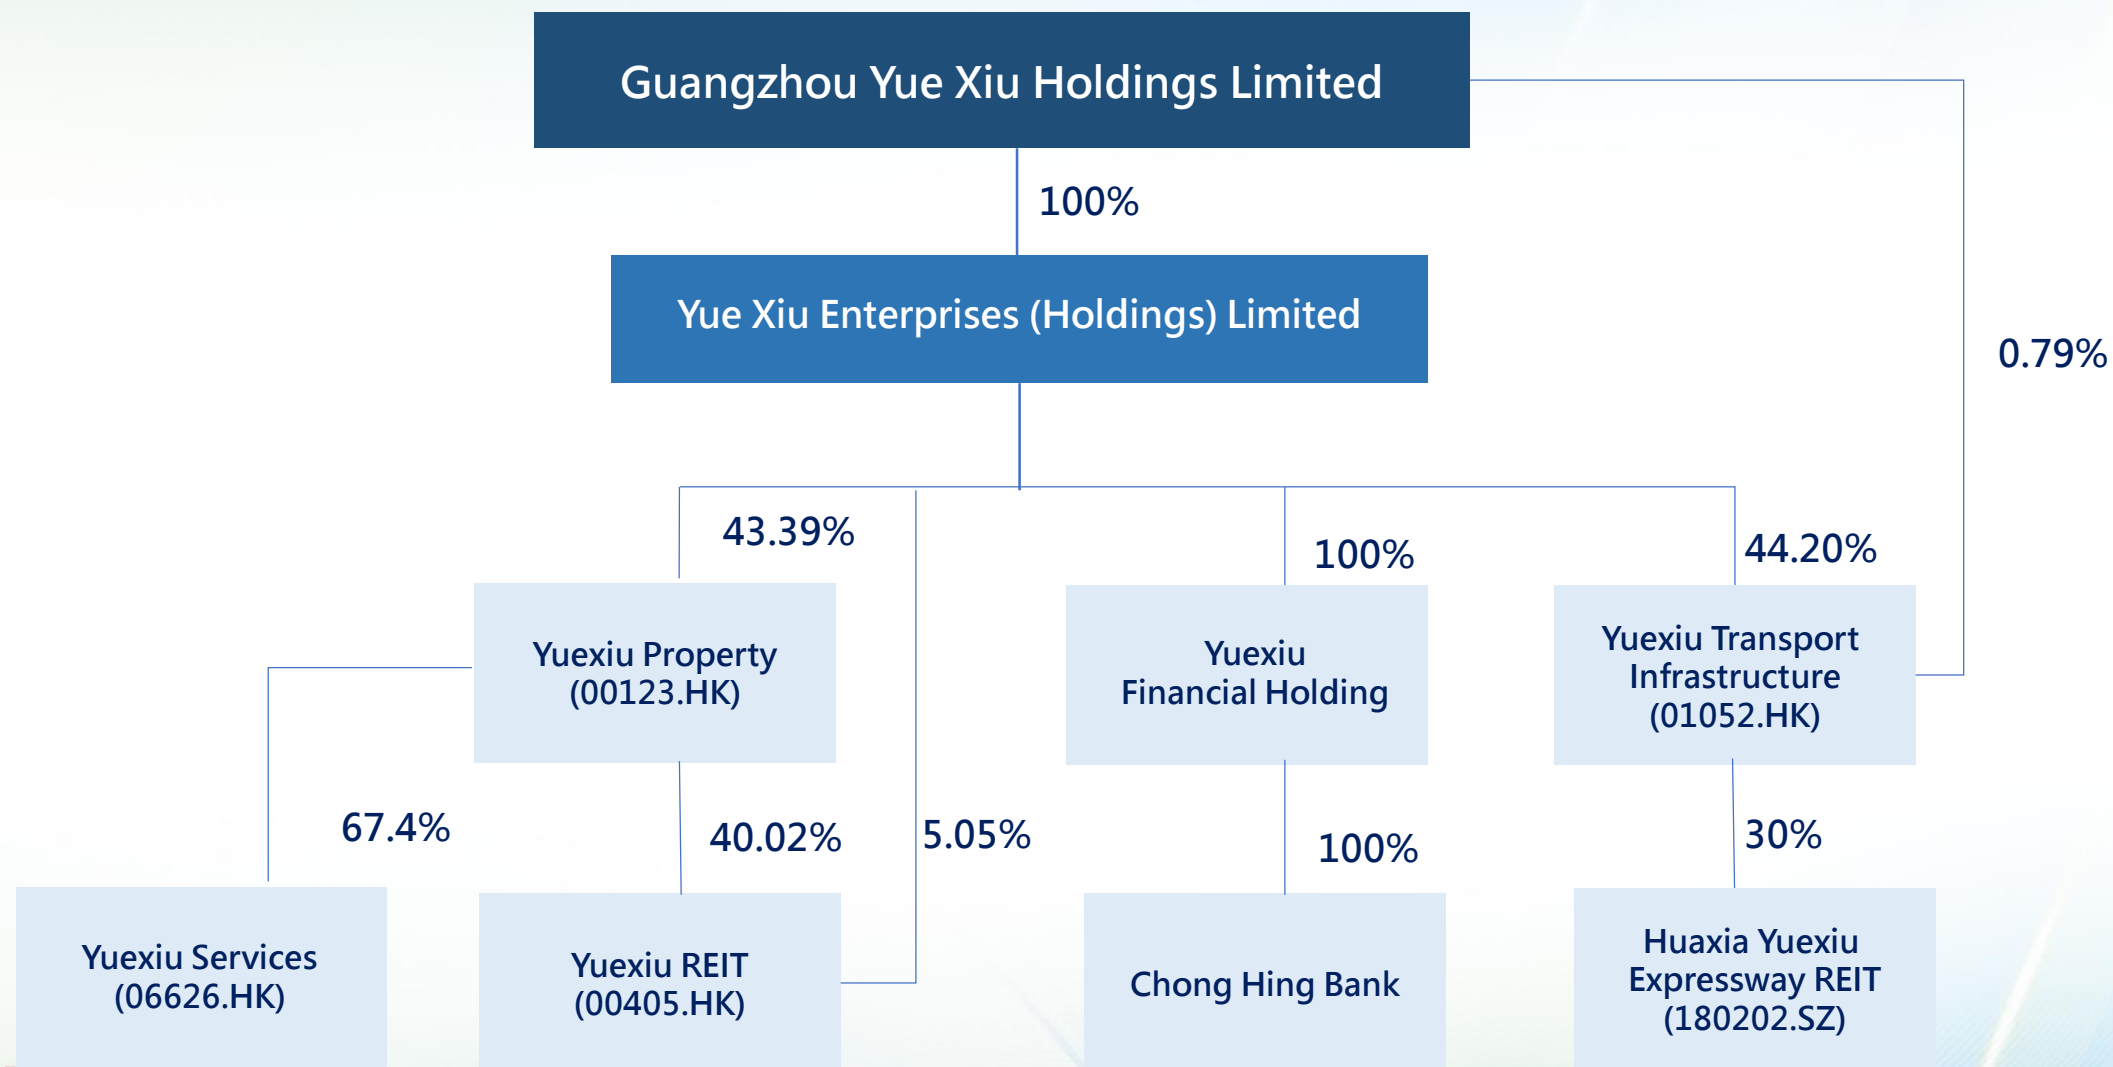 Guangzhou Yue Xiu Holdings Limited
100%
Yue Xiu Enterprises (Holdings) Limited
0.79%
43.39%
100%
44.20%
Yuexiu Property
(00123.HK)
Yuexiu
Financial Holding
Yuexiu Transport
Infrastructure
(01052.HK)
67.4%
40.02%
5.05%
100%
30%
Yuexiu Services
(06626.HK)
Yuexiu REIT
(00405.HK)
Chong Hing Bank
Huaxia Yuexiu
Expressway REIT
(180202.SZ)